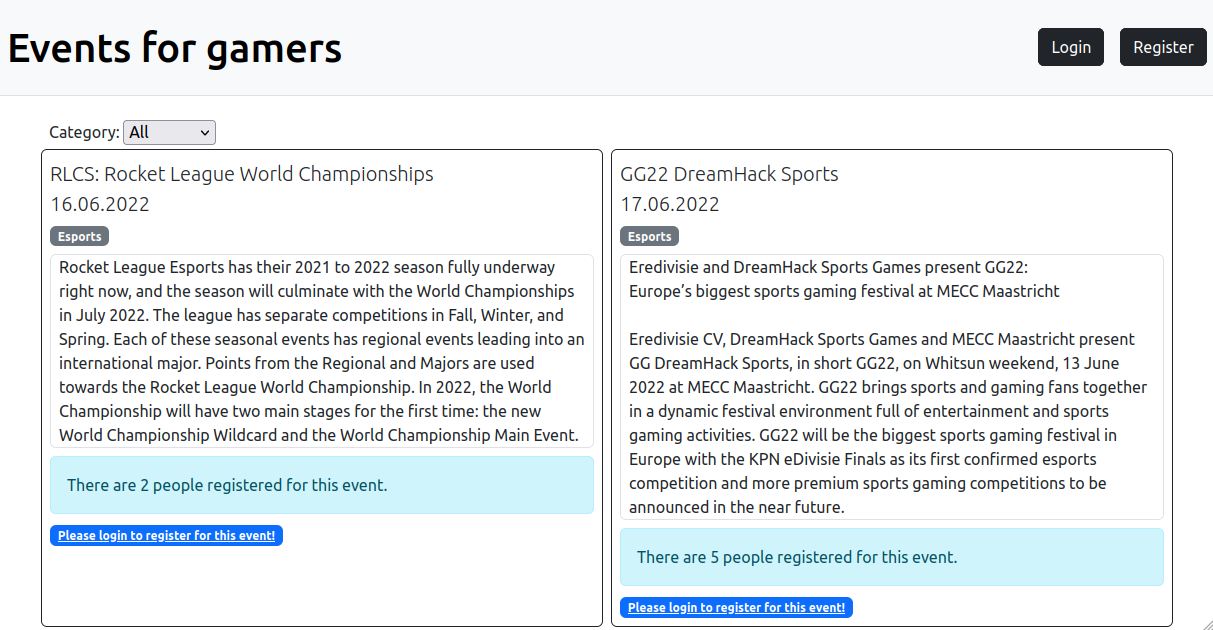 Events for gamers
Login
Register
Category: All
RLCS: Rocket League World Championships
16.06.2022
Esports
Rocket League Esports has their 2021 to 2022 season fully underway
right now, and the season will culminate with the World Championships
in July 2022. The league has separate competitions in Fall, Winter, and
Spring. Each of these seasonal events has regional events leading into an
international major. Points from the Regional and Majors are used
towards the Rocket League World Championship. In 2022, the World
Championship will have two main stages for the first time: the new
World Championship Wildcard and the World Championship Main Event.
There are 2 people registered for this event.
Please login to register for this event!
GG22 DreamHack Sports
17.06.2022
Esports
Eredivisie and DreamHack Sports Games present GG22:
Europe’s biggest sports gaming festival at MECC Maastricht
Eredivisie CV, DreamHack Sports Games and MECC Maastricht present
GG DreamHack Sports, in short GG22, on Whitsun weekend, 13 June
2022 at MECC Maastricht. GG22 brings sports and gaming fans together
in a dynamic festival environment full of entertainment and sports
gaming activities. GG22 will be the biggest sports gaming festival in
Europe with the KPN eDivisie Finals as its first confirmed esports
competition and more premium sports gaming competitions to be
announced in the near future.
There are 5 people registered for this event.
Please login to register for this event!